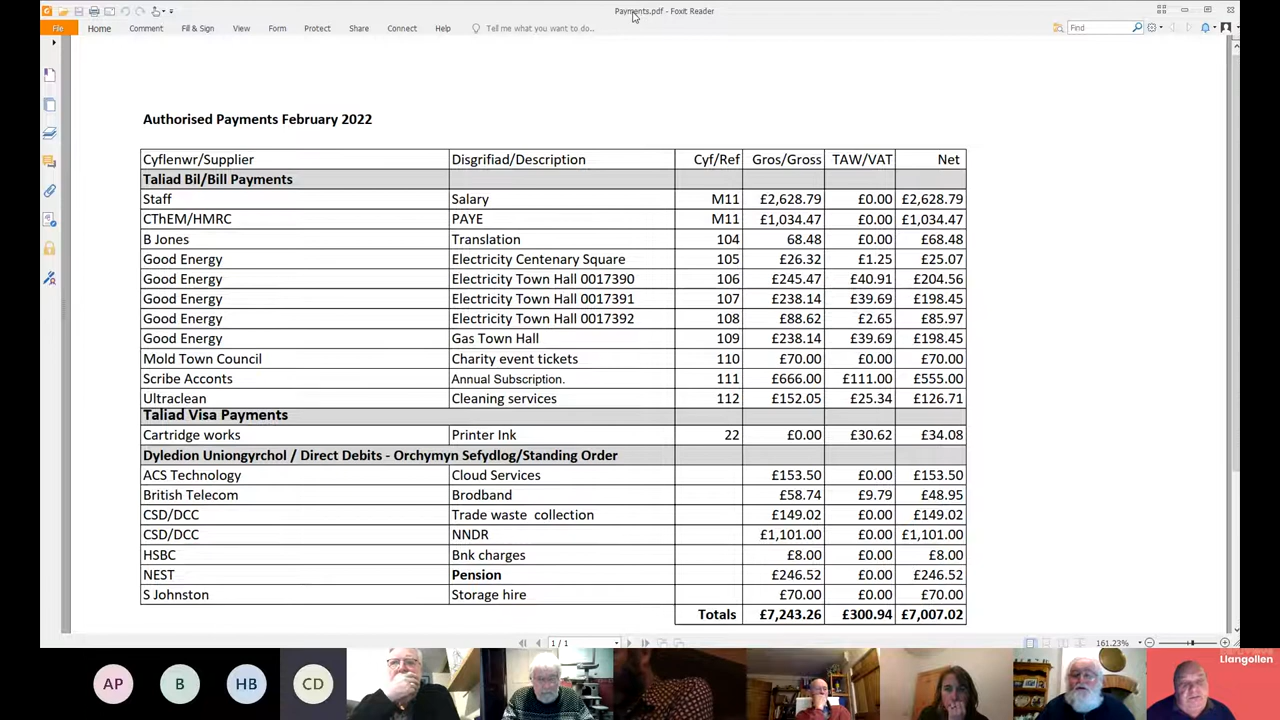 Payments.pdf - Foxit Reader
File Home Comment Fill & Sign View Form Protect Share Connect Help Tell me what you want to do.. Find
Authorised Payments February 2022
Cyflenwr/Supplier Disgrifiad/Description Cyf/Ref Gros/Gross TAW/VAT Net
Taliad Bil/Bill Payments
Staff Salary M11 £2,628.79 £0.00 £2,628.79
CThEM/HMRC PAYE M11 £1,034.47 £0.00 £1,034.47
B Jones Translation 104 68.48 £0.00 £68.48
Good Energy Electricity Centenary Square 105 £26.32 £1.25 £25.07
Good Energy Electricity Town Hall 0017390 106 £245.47 £40.91 £204.56
Good Energy Electricity Town Hall 0017391 107 £238.14 £39.69 £198.45
Good Energy Electricity Town Hall 0017392 108 £88.62 £2.65 £85.97
Good Energy Gas Town Hall 109 £238.14 £39.69 £198.45
Mold Town Council Charity event tickets 110 £70.00 £0.00 £70.00
Scribe Acconts Annual Subscription. 111 £666.00 £111.00 £555.00
Ultraclean Cleaning services 112 £152.05 £25.34 £126.71
Taliad Visa Payments
Cartridge works Printer Ink 22 £0.00 £30.62 £34.08
Dyledion Uniongyrchol / Direct Debits - Orchymyn Sefydlog/Standing Order
ACS Technology Cloud Services £153.50 £0.00 £153.50
British Telecom Brodband £58.74 £9.79 £48.95
CSD/DCC Trade waste collection £149.02 £0.00 £149.02
CSD/DCC NNDR £1,101.00 £0.00 £1,101.00
HSBC Bnk charges £8.00 £0.00 £8.00
NEST Pension £246.52 £0.00 £246.52
S Johnston Storage hire £70.00 £0.00 £70.00
Totals £7,243.26 £300.94 £7,007.02
1 / 1 161.23%
AP B HB CD
Llangollen